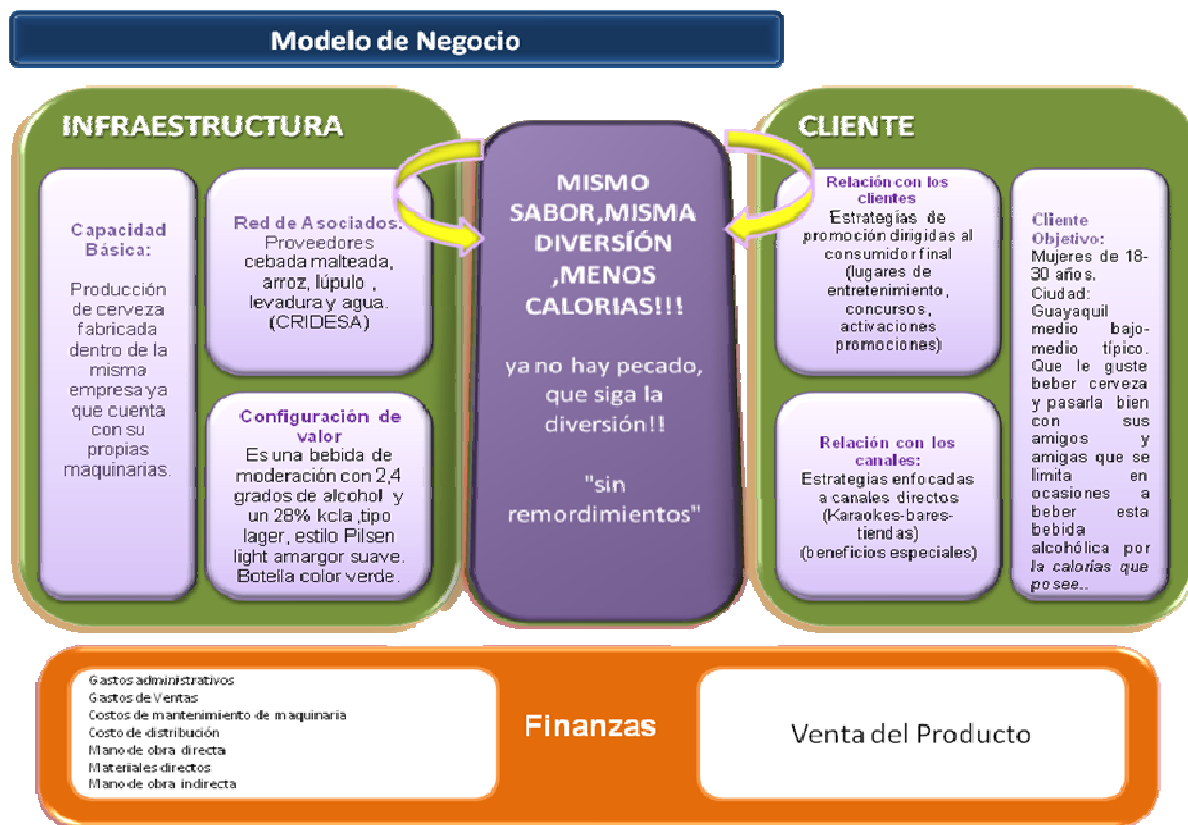 Modelo de Negocio
INFRAESTRUCTURA
Capacidad
Básica:
Producción
de cerveza
fabricada
dentro de la
misma
empresa ya
que cuenta
con su
propias
maquinarias.
Red de Asociados:
Proveedores
cebada malteada,
arroz, lúpulo ,
levadura y agua.
(CRIDESA)
Configuración de
valor
Es una bebida de
moderación con 2,4
grados de alcohol y
un 28% kcla ,tipo
lager, estilo Pilsen
light amargor suave.
Botella color verde.
MISMO
SABOR,MISMA
DIVERSÍÓN
,MENOS
CALORIAS!!!
ya no hay pecado,
que siga la
diversión!!
"sin
remordimientos"
CLIENTE
Relación con los
clientes
Estrategias de
promoción dirigidas al
consumidor final
(lugares de
entretenimiento,
concursos,
activaciones
promociones)
Relación con los
canales:
Estrategias enfocadas
a canales directos
(Karaokes-bares-
tiendas)
(beneficios especiales)
Cliente
Objetivo:
Mujeres de 18-
30 años.
Ciudad:
Guayaquil
medio bajo-
medio típico.
Que le guste
beber cerveza
y pasarla bien
con sus
amigos y
amigas que se
limita en
ocasiones a
beber esta
bebida
alcohólica por
la calorías que
posee..
Gastos administrativos
Gastos de Ventas
Costos de mantenimiento de maquinaria
Costo de distribución
Mano de obra directa
Materiales directos
Mano de obra indirecta
Finanzas
Venta del Producto